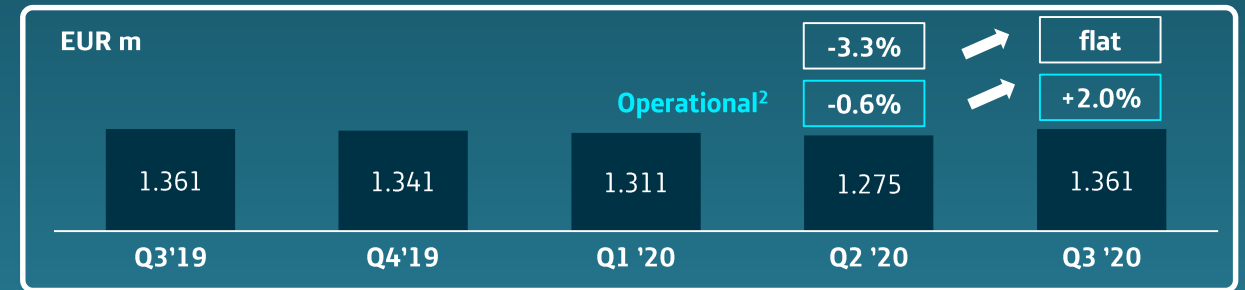 EUR m
-3.3%
flat
Operational²
-0.6%
+2.0%
1.361
1.341
1.311
1.275
1.361
Q3’19
Q4’19
Q1 ’20
Q2 ’20
Q3 ’20